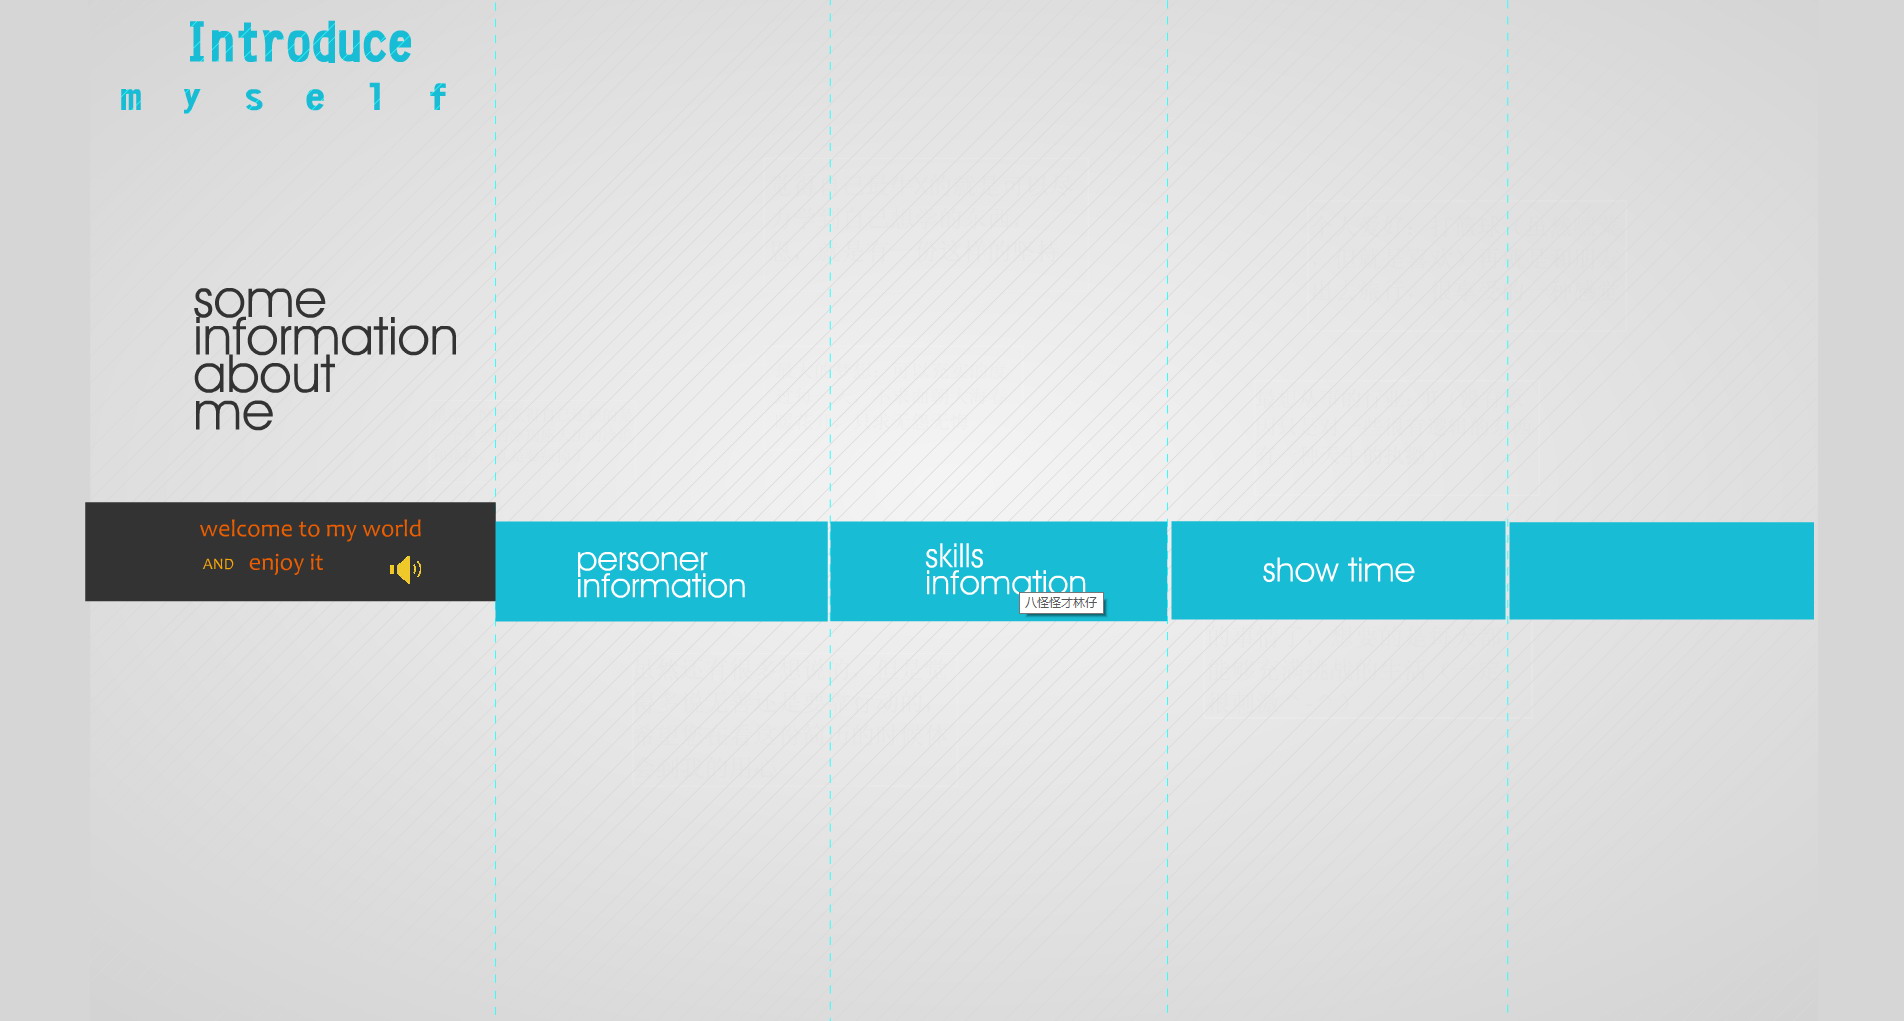 Introduce
myself
some
information
about
me
welcome to my world
AND enjoy it
personer
information
skills
infomation
八怪怪才林仔
show time